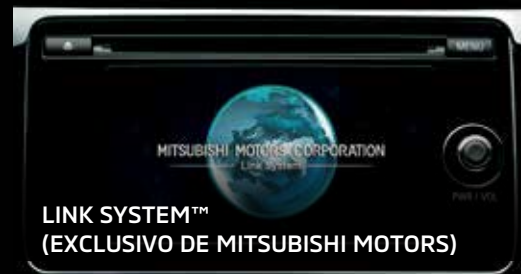 MENU
MITSUBISHI MOTORS CORPORATION
Link System
PWR / VOL
LINK SYSTEM™
(EXCLUSIVO DE MITSUBISHI MOTORS)